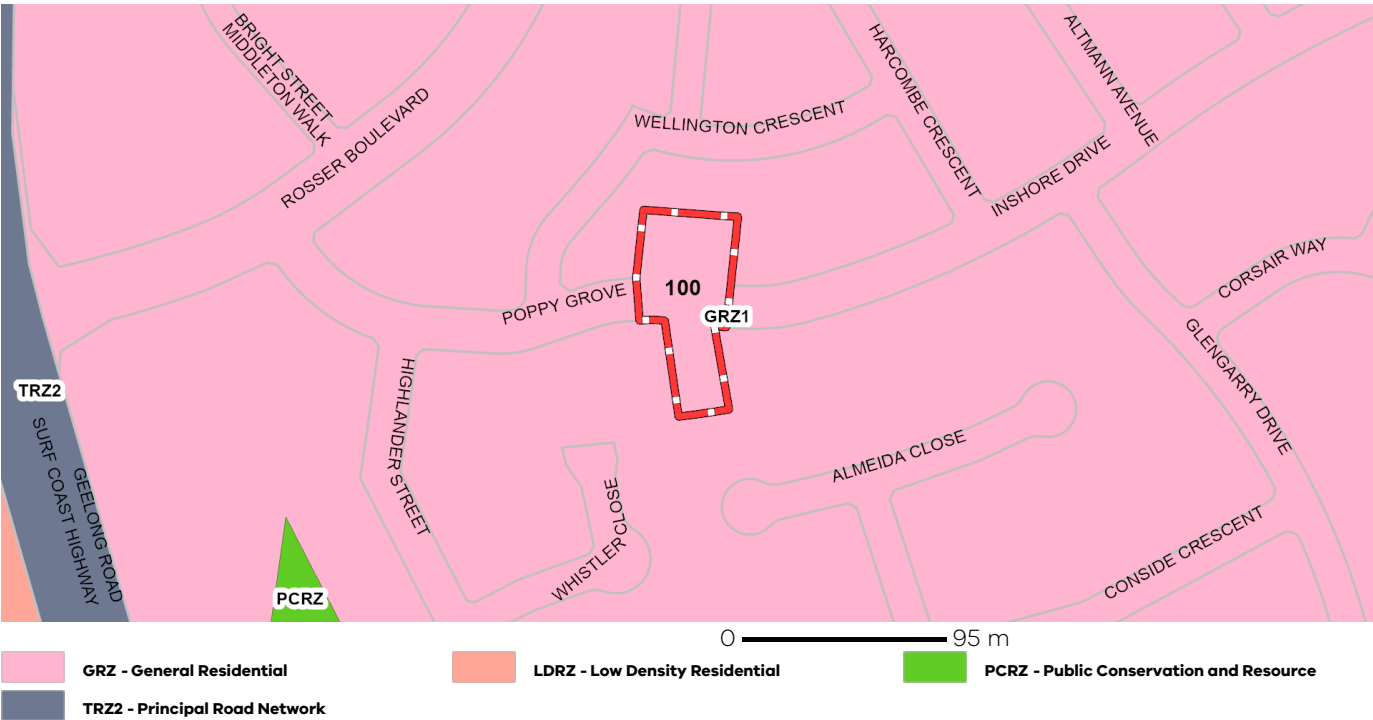 BRIGHT STREET
MIDDLETON WALK
ROSSER BOULEVARD
WELLINGTON CRESCENT
HARCOMBE CRESCENT
ALTMANN AVENUE
INSHORE DRIVE
CORSAIR WAY
POPPY GROVE
100
GRZ1
GLENGARRY DRIVE
TRZ2
SURF COAST HIGHWAY
GEELONG ROAD
HIGHLANDER STREET
WHISTLER CLOSE
ALMEIDA CLOSE
CONSIDE CRESCENT
PCRZ
0 95 m
GRZ - General Residential
LDRZ - Low Density Residential
PCRZ - Public Conservation and Resource
TRZ2 - Principal Road Network